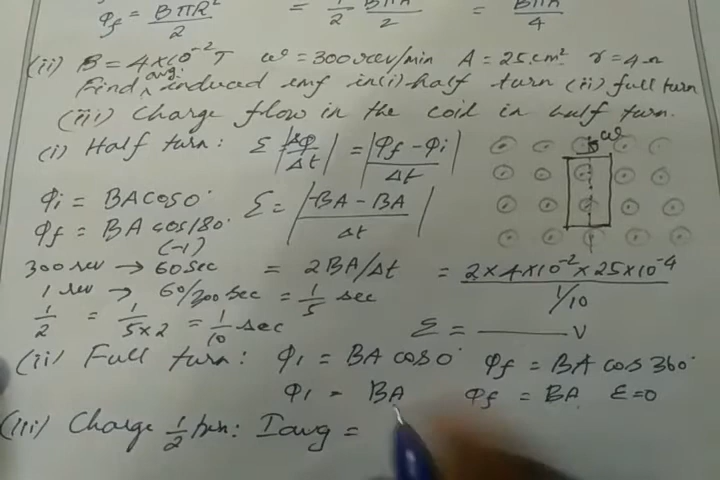 φf = BπR²/2 = 1/2 BπR/2 = BπA/4
(ii) B = 4×10⁻² T ω = 300 rev/min A = 25 cm² r = 4 Ω
Find avg. induced emf in (i) half turn (ii) full turn
(iii) Charge flow in the coil in half turn.
(i) Half turn: Ɛ |Δφ/Δt| = |φf - φi|/Δt
ω
φi = BA cos 0°
φf = BA cos 180° (-1)
Ɛ = |-BA - BA/Δt|
300 rev → 60 sec = 2BA/Δt = 2×4×10⁻²×25×10⁻⁴/1/10
1 rev → 60/300 sec = 1/5 sec
1/2 = 1/5×2 = 1/10 sec Ɛ = ——— V
(ii) Full turn: φi = BA cos 0° φf = BA cos 360°
φi = BA φf = BA Ɛ=0
(iii) Charge 1/2 turn: Iavg =